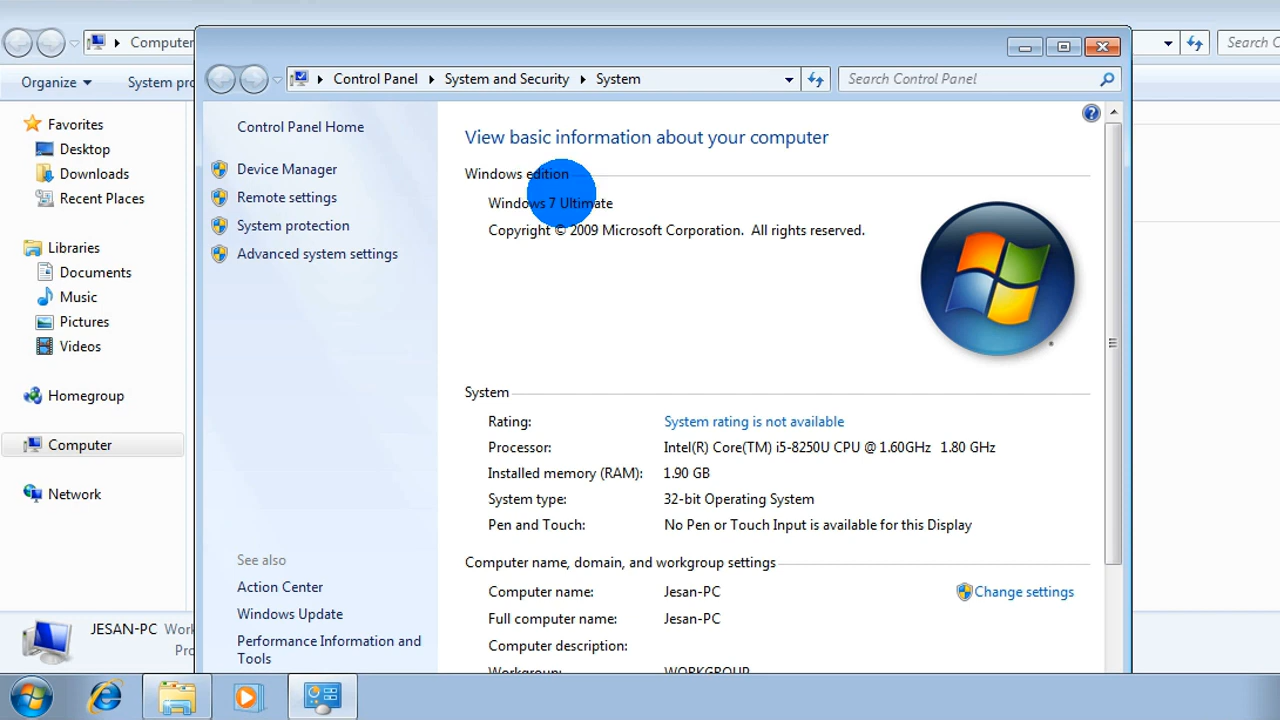 Computer
Search C
Organize
System pro
Favorites
Desktop
Downloads
Recent Places
Libraries
Documents
Music
Pictures
Videos
Homegroup
Computer
Network
JESAN-PC Work
Pro
Control Panel System and Security System
Search Control Panel
Control Panel Home
Device Manager
Remote settings
System protection
Advanced system settings
See also
Action Center
Windows Update
Performance Information and
Tools
View basic information about your computer
Windows edition
Windows 7 Ultimate
Copyright © 2009 Microsoft Corporation. All rights reserved.
System
Rating: System rating is not available
Processor: Intel(R) Core(TM) i5-8250U CPU @ 1.60GHz 1.80 GHz
Installed memory (RAM): 1.90 GB
System type: 32-bit Operating System
Pen and Touch: No Pen or Touch Input is available for this Display
Computer name, domain, and workgroup settings
Computer name: Jesan-PC
Change settings
Full computer name: Jesan-PC
Computer description:
Workgroup: WORKGROUP